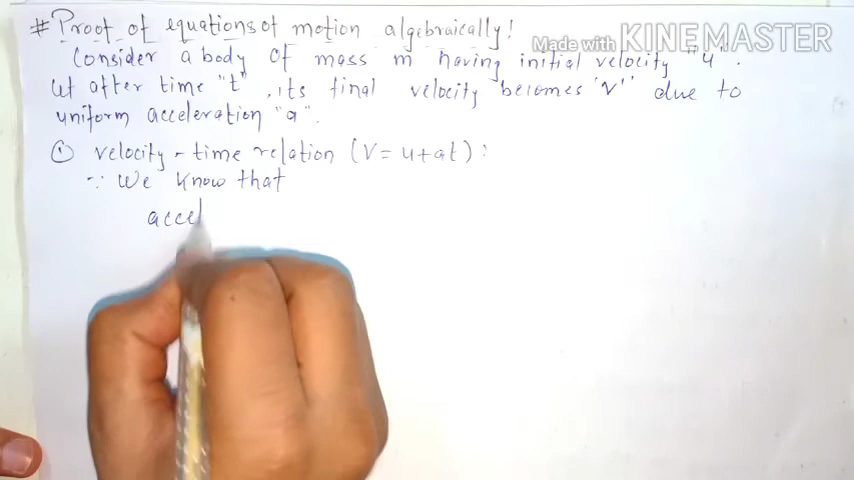 # Proof of equations of motion algebraically!
Made with KINEMASTER
Consider a body of mass m having initial velocity "u".
Let after time "t", its final velocity becomes "v" due to
uniform acceleration "a".
① velocity-time relation (v=u+at):
∵ We know that
accel